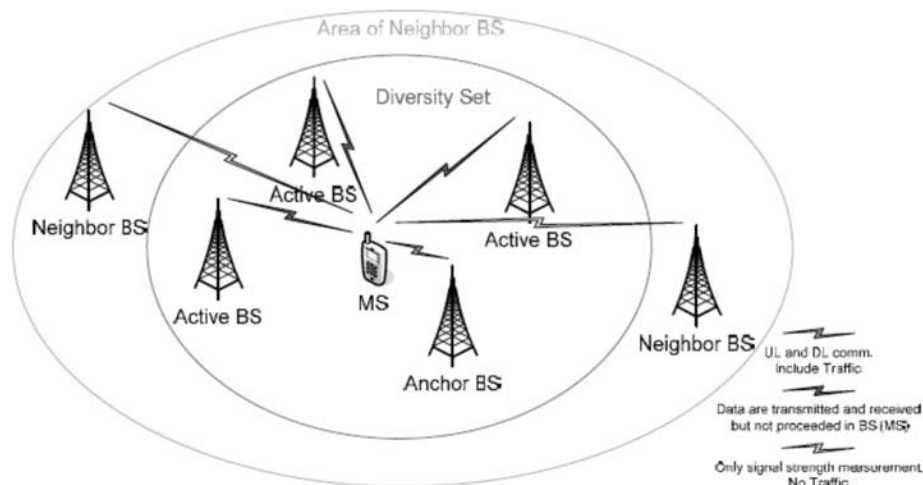 Area of Neighbor BS
Diversity Set
Active BS
Neighbor BS
Active BS
Active BS
MS
Neighbor BS
Anchor BS
UL and DL comm.
Include Traffic
Data are transmitted and received
but not proceeded in BS (MS)
Only signal strength measurement.
No Traffic